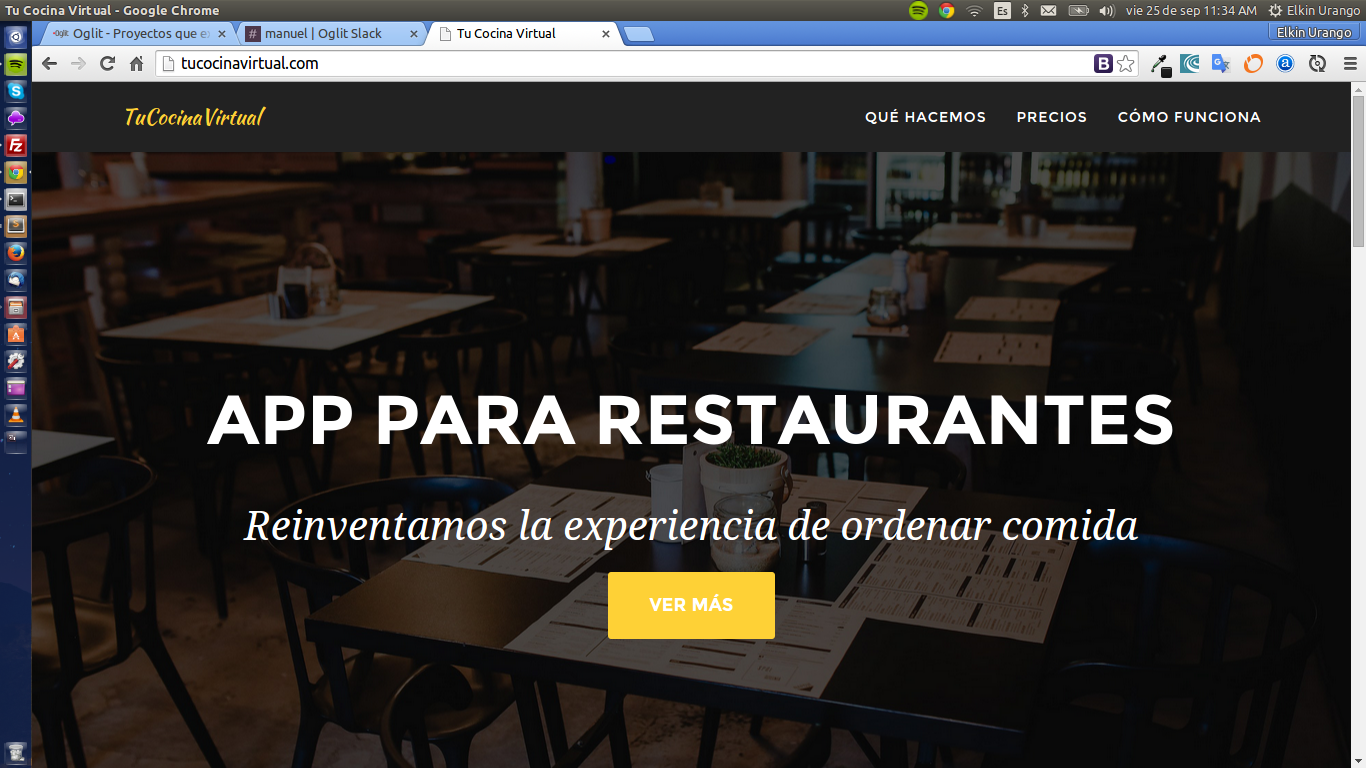 Tu Cocina Virtual - Google Chrome
Es
vie 25 de sep 11:34 AM
Elkin Urango
Oglit - Proyectos que e
manuel | Oglit Slack
Tu Cocina Virtual
Elkin Urango
tucocinavirtual.com
TuCocinaVirtual
QUÉ HACEMOS
PRECIOS
CÓMO FUNCIONA
APP PARA RESTAURANTES
Reinventamos la experiencia de ordenar comida
VER MÁS